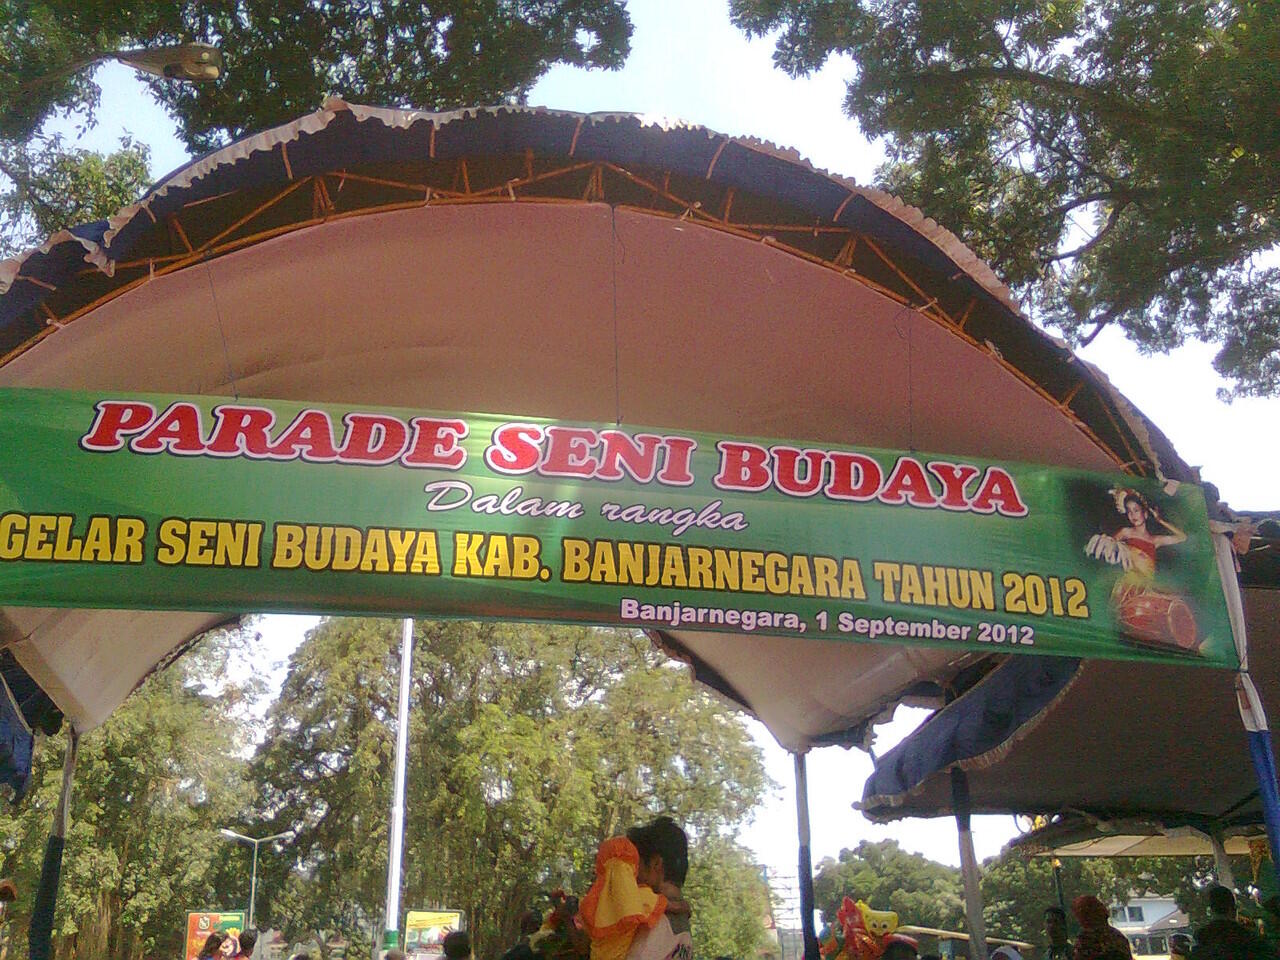 PARADE SENI BUDAYA
Dalam rangka
GELAR SENI BUDAYA KAB. BANJARNEGARA TAHUN 2012
Banjarnegara, 1 September 2012